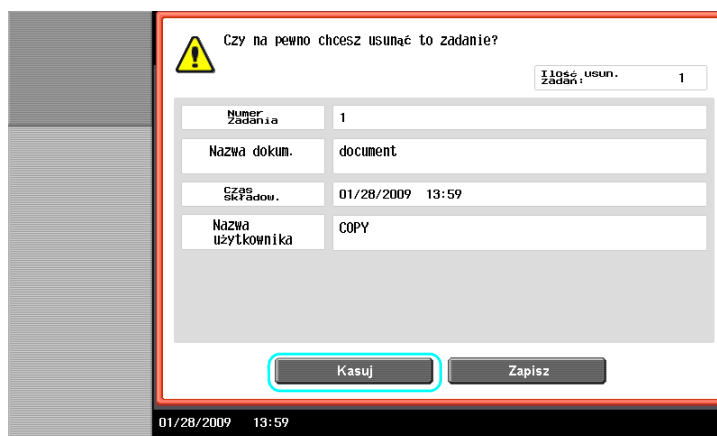 Czy na pewno chcesz usunąć to zadanie?
Ilość usun.
zadań:
1
Numer
Zadania
1
Nazwa dokum.
document
Czas
składow.
01/28/2009 13:59
Nazwa
użytkownika
COPY
Kasuj
Zapisz
01/28/2009 13:59